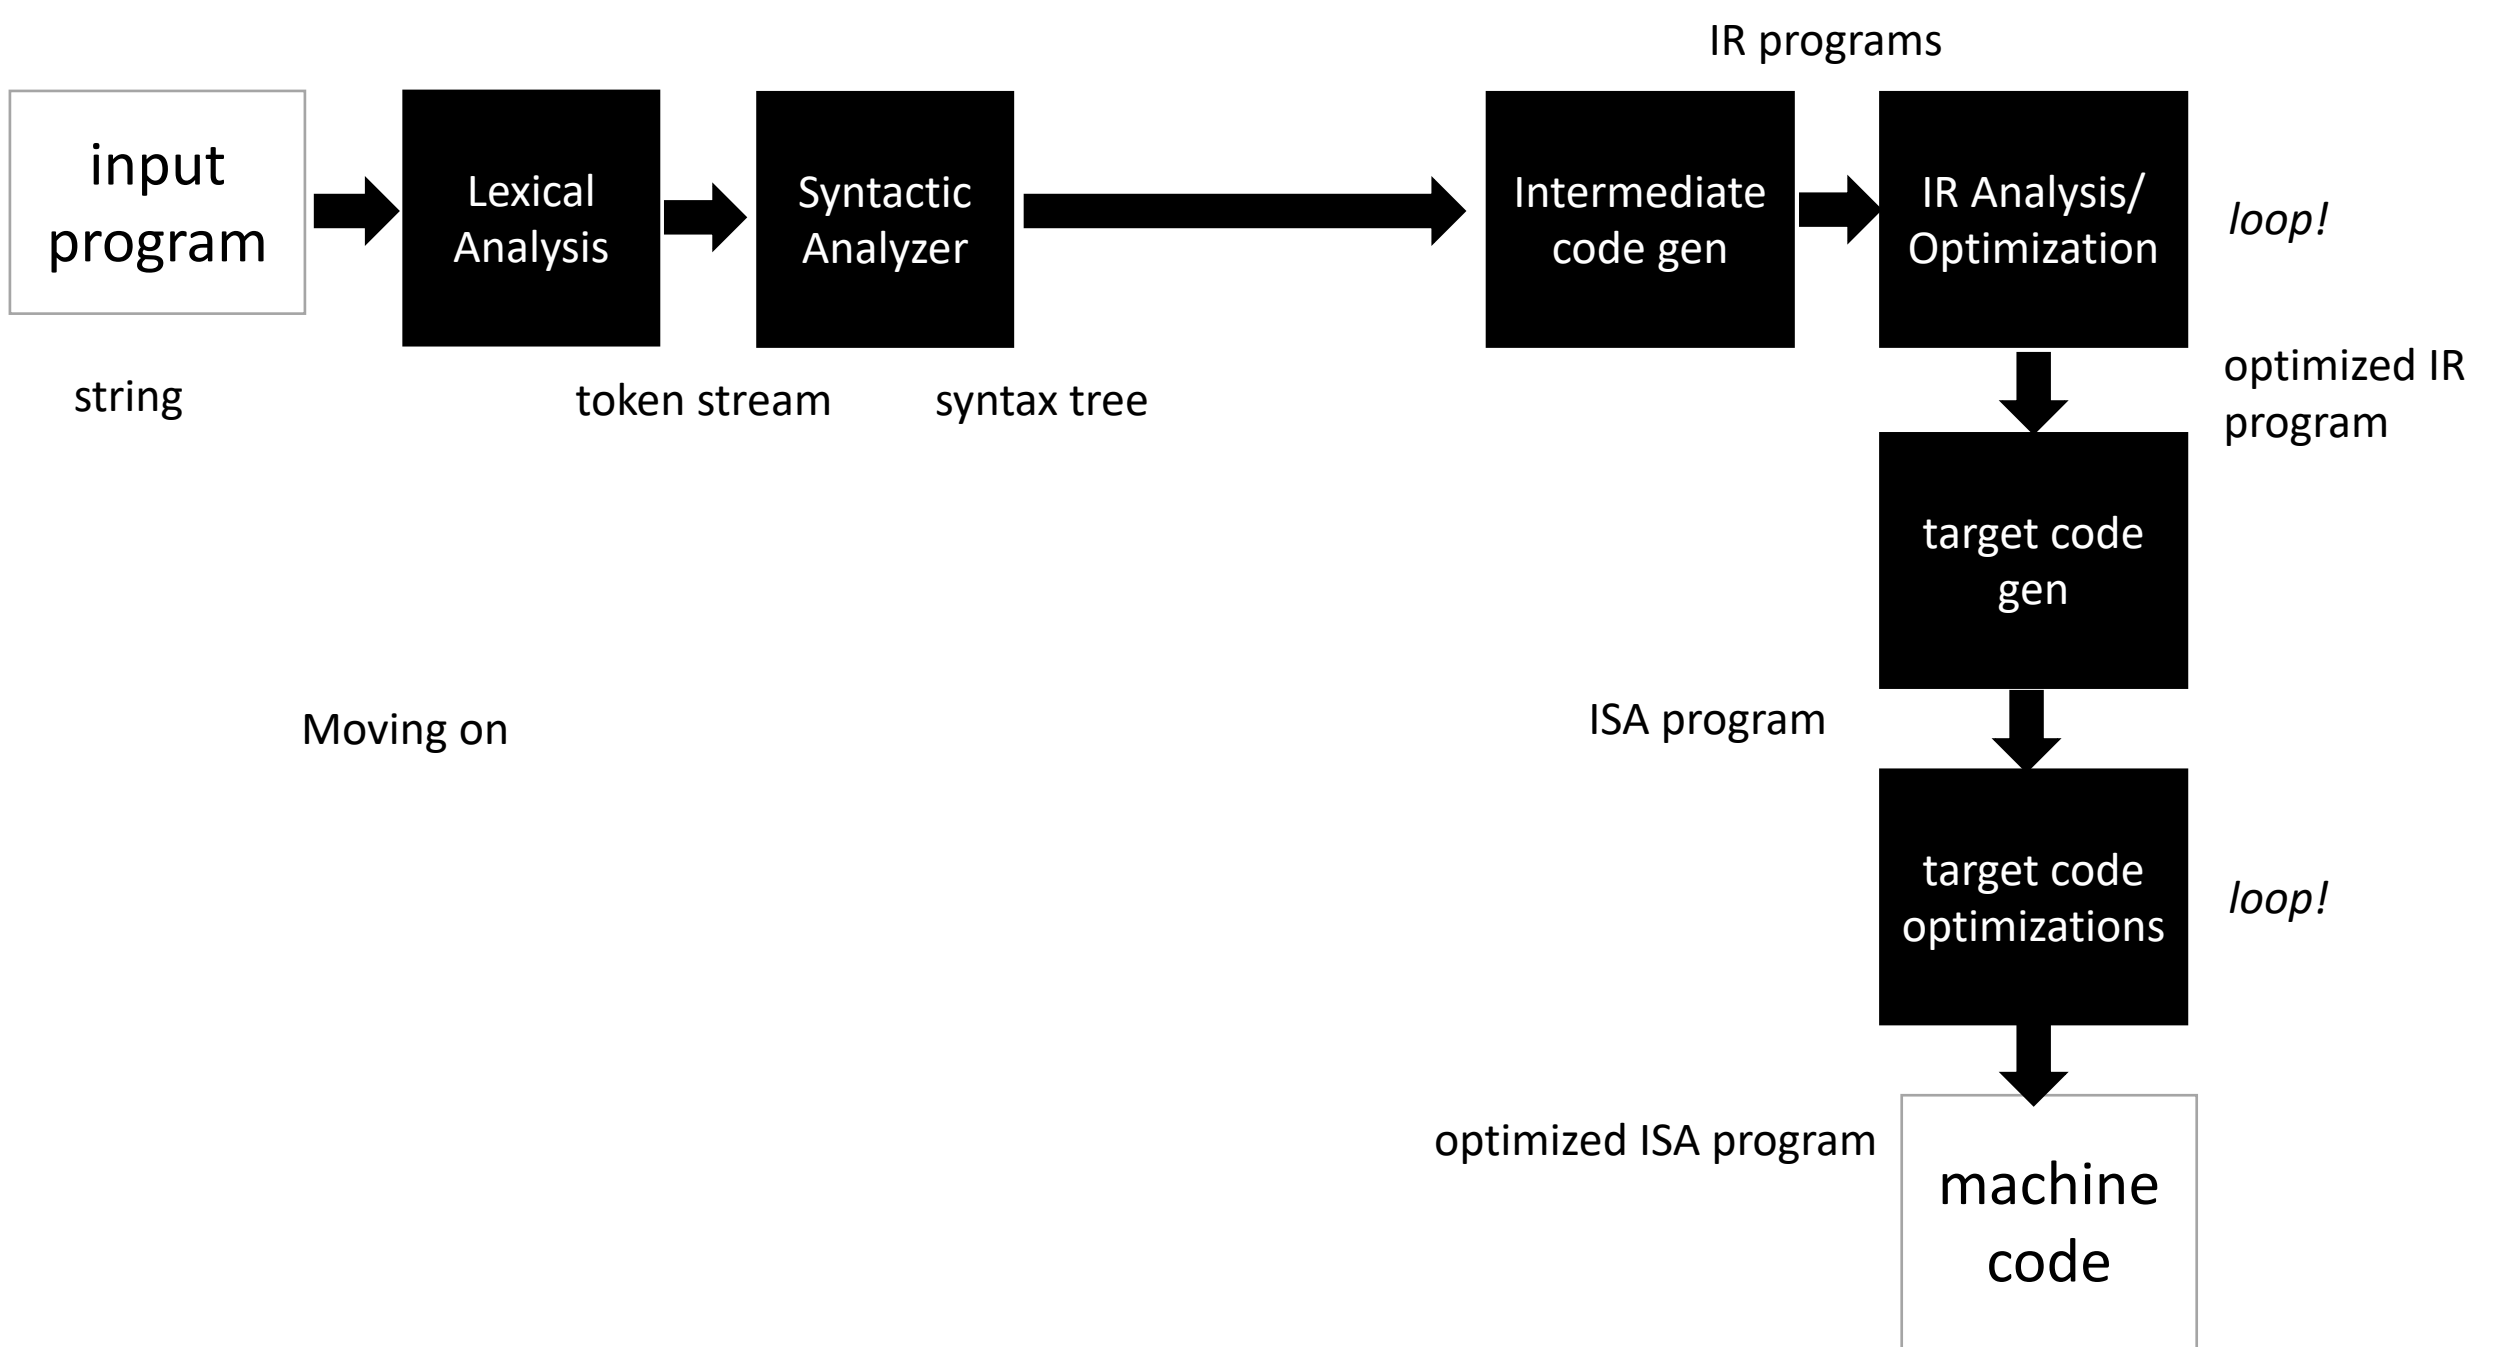 IR programs
input
program
Lexical
Analysis
Syntactic
Analyzer
Intermediate
code gen
IR Analysis/
Optimization
loop!
string
token stream
syntax tree
optimized IR
program
target code
gen
Moving on
ISA program
target code
optimizations
loop!
optimized ISA program
machine
code